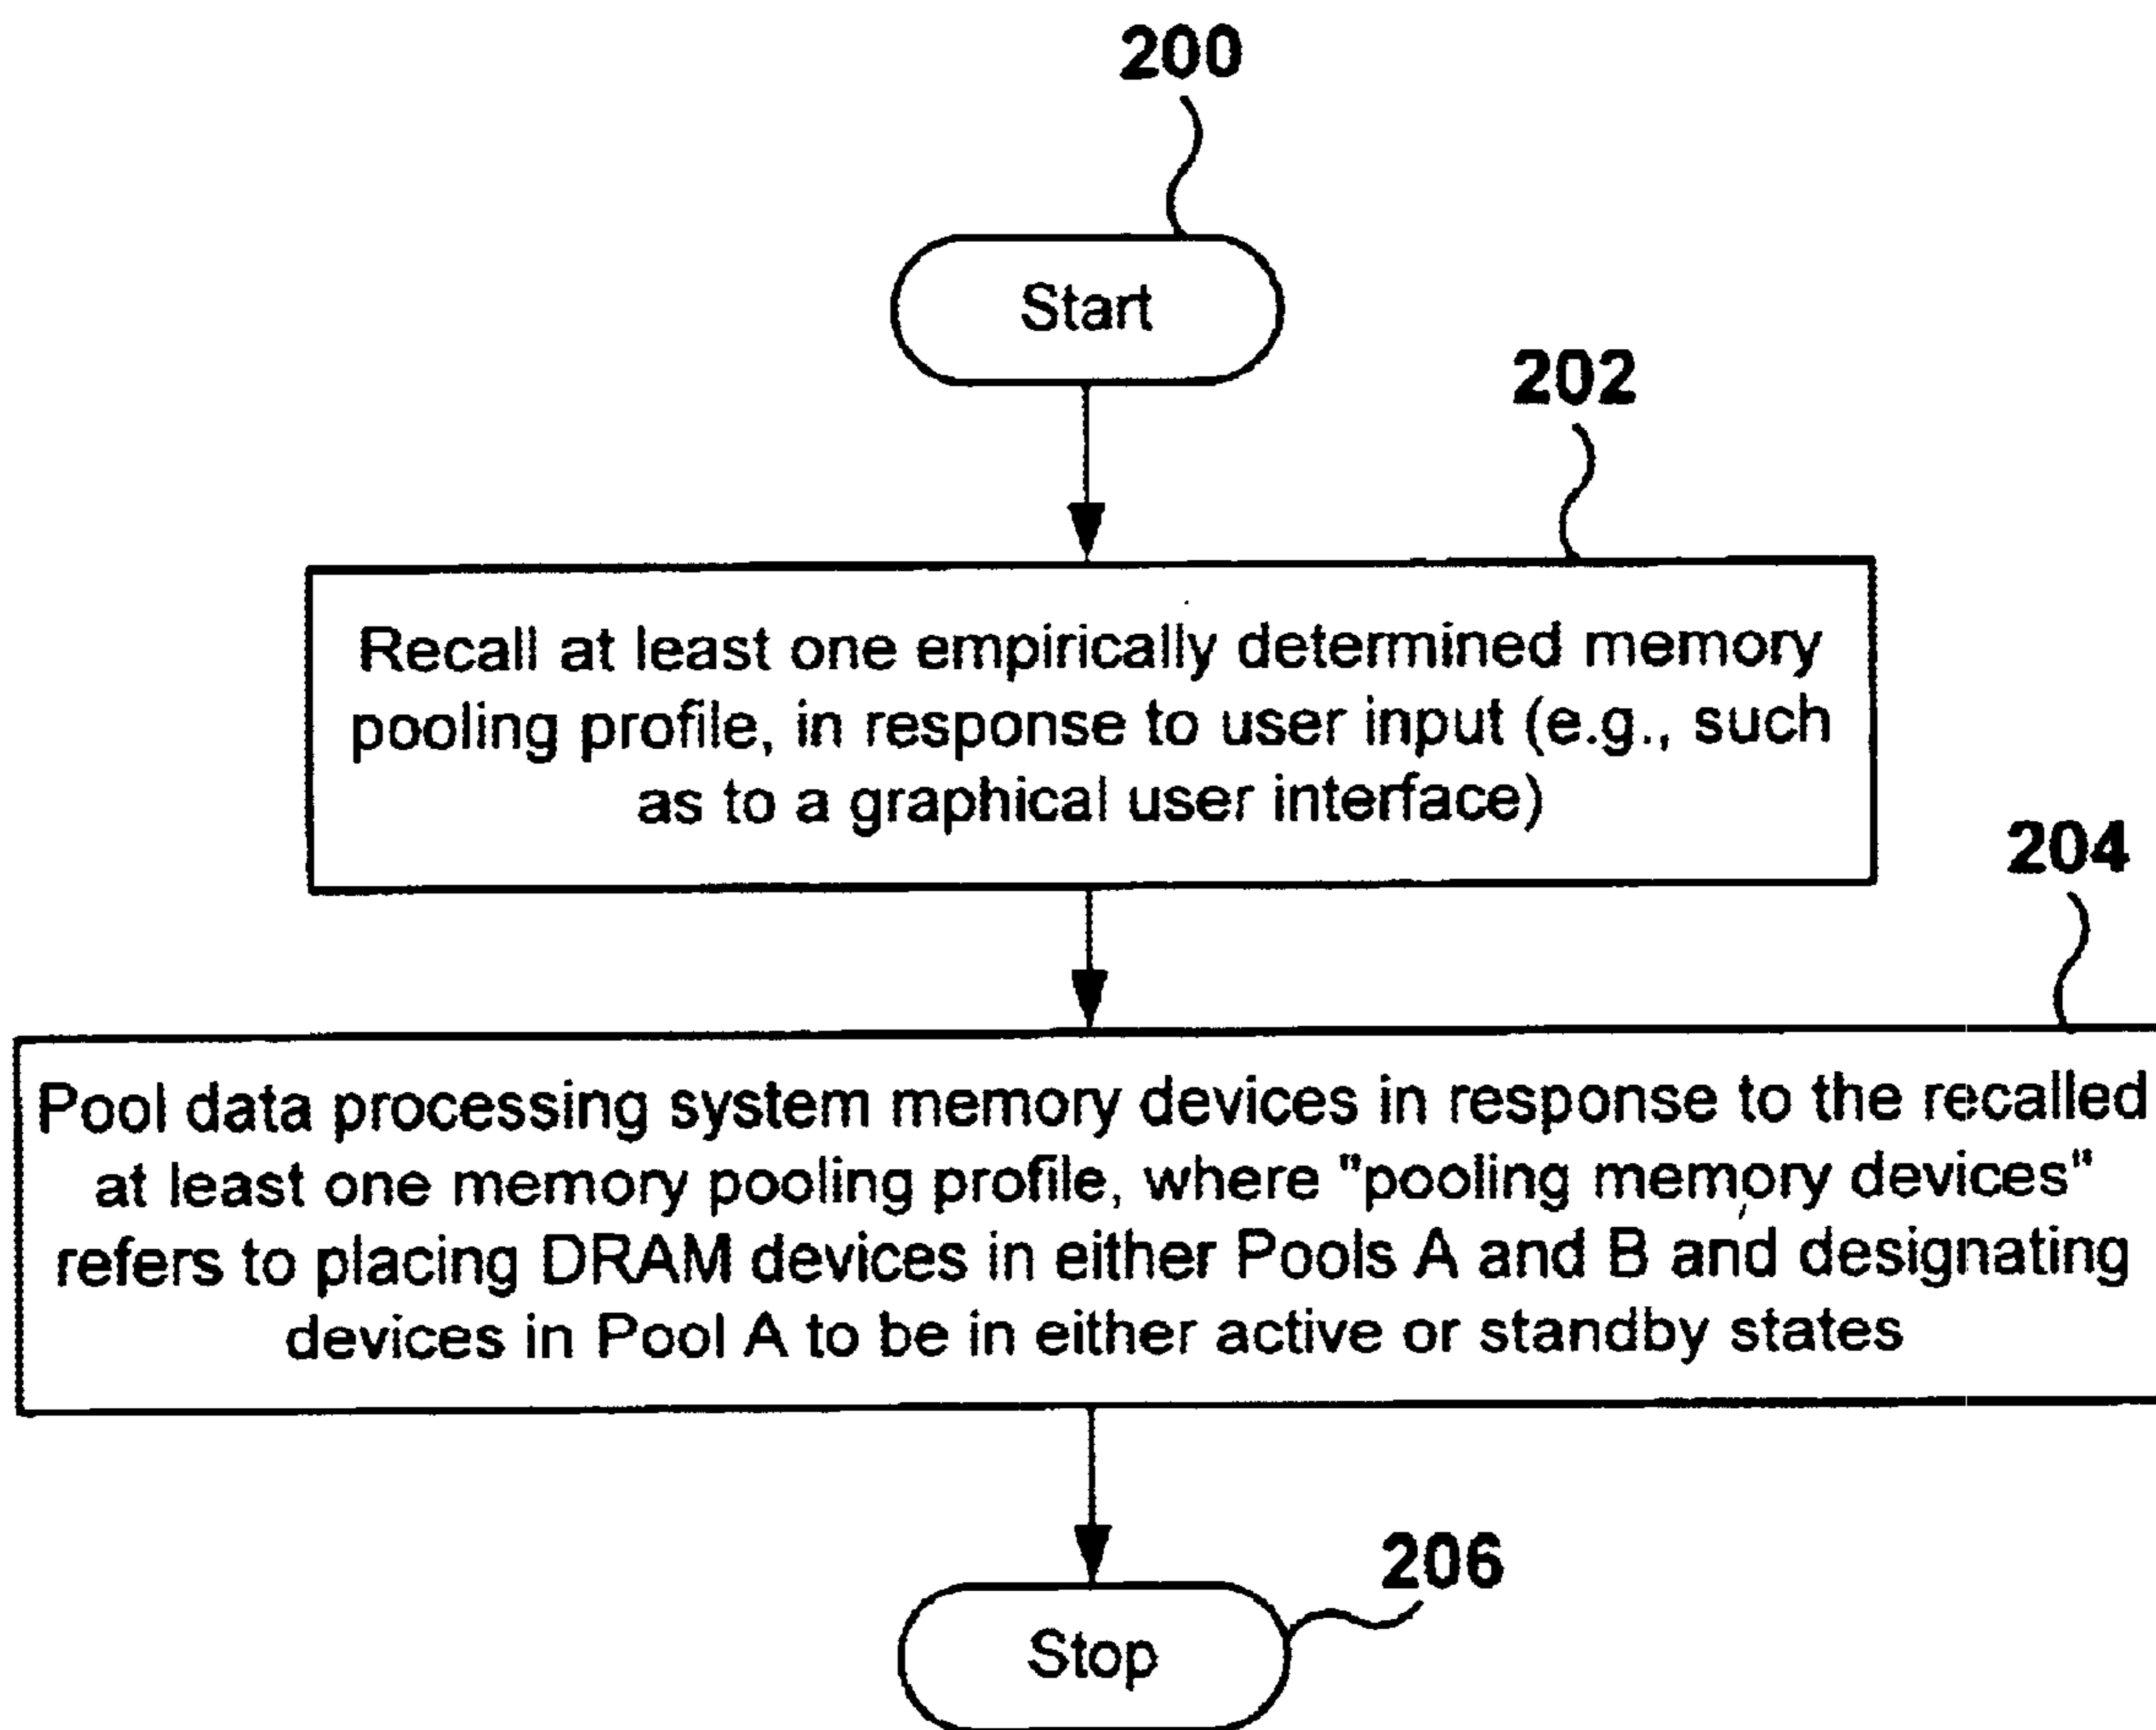 200
Start
202
Recall at least one empirically determined memory
pooling profile, in response to user input (e.g., such
as to a graphical user interface)
204
Pool data processing system memory devices in response to the recalled
at least one memory pooling profile, where "pooling memory devices"
refers to placing DRAM devices in either Pools A and B and designating
devices in Pool A to be in either active or standby states
206
Stop